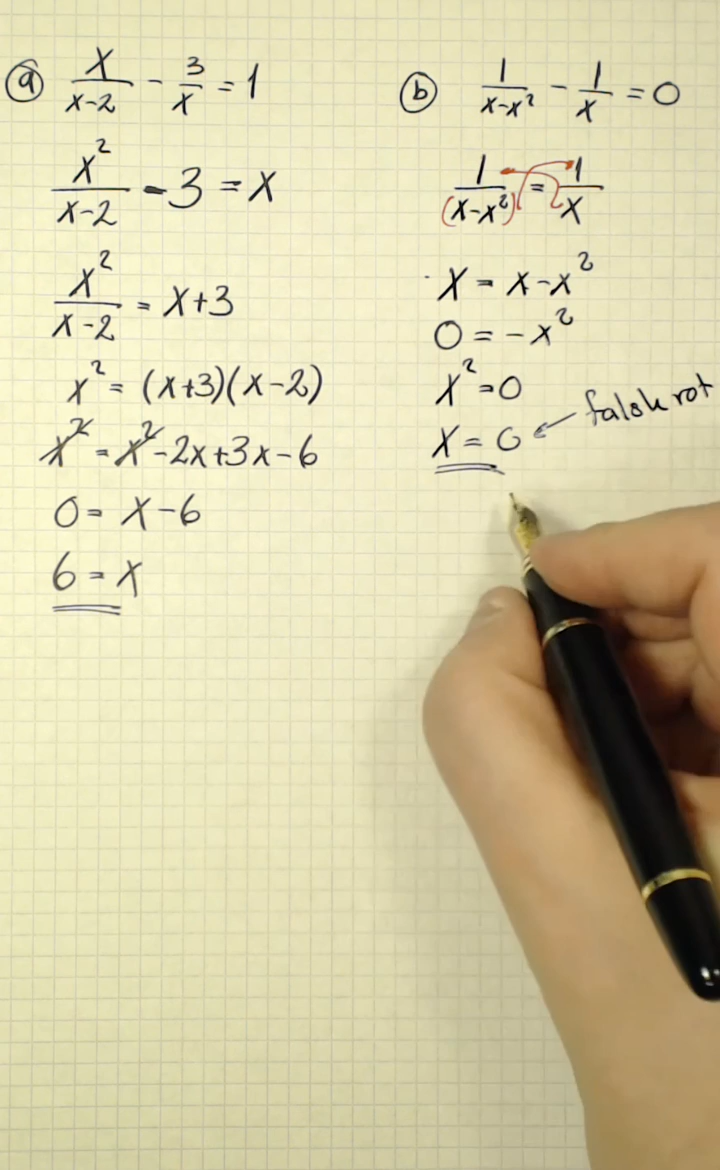 ⓐ x/(x-2) - 3/x = 1
x²/(x-2) - 3 = x
x²/(x-2) = x+3
x² = (x+3)(x-2)
x² = x² - 2x + 3x - 6
0 = x - 6
6 = x
ⓑ 1/(x-x²) - 1/x = 0
1/(x-x²) = 1/x
x = x - x²
0 = -x²
x² = 0
x = 0 ← falsk rot